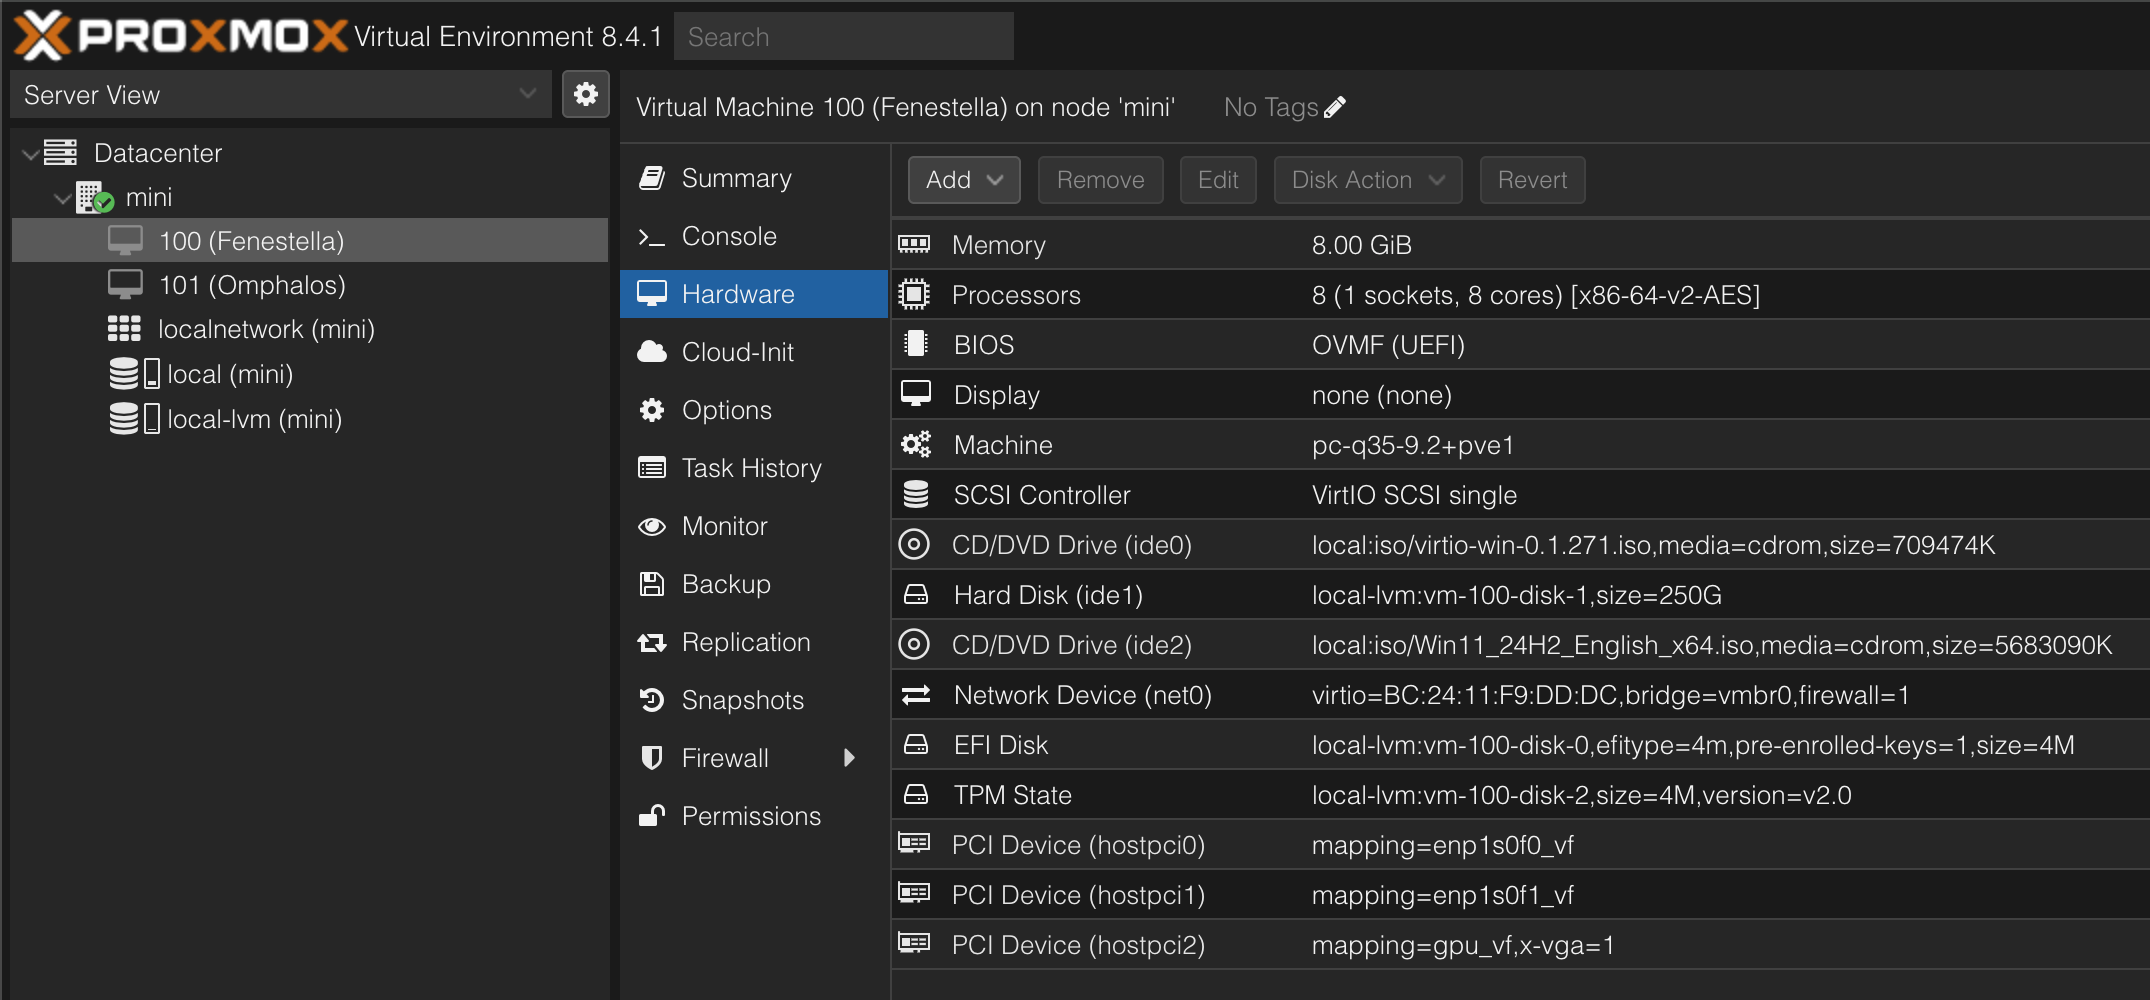 PROXMOX Virtual Environment 8.4.1 Search
Server View
Datacenter
mini
100 (Fenestella)
101 (Omphalos)
localnetwork (mini)
local (mini)
local-lvm (mini)
Virtual Machine 100 (Fenestella) on node 'mini' No Tags
Summary
Console
Hardware
Cloud-Init
Options
Task History
Monitor
Backup
Replication
Snapshots
Firewall
Permissions
Add Remove Edit Disk Action Revert
Memory 8.00 GiB
Processors 8 (1 sockets, 8 cores) [x86-64-v2-AES]
BIOS OVMF (UEFI)
Display none (none)
Machine pc-q35-9.2+pve1
SCSI Controller VirtIO SCSI single
CD/DVD Drive (ide0) local:iso/virtio-win-0.1.271.iso,media=cdrom,size=709474K
Hard Disk (ide1) local-lvm:vm-100-disk-1,size=250G
CD/DVD Drive (ide2) local:iso/Win11_24H2_English_x64.iso,media=cdrom,size=5683090K
Network Device (net0) virtio=BC:24:11:F9:DD:DC,bridge=vmbr0,firewall=1
EFI Disk local-lvm:vm-100-disk-0,efitype=4m,pre-enrolled-keys=1,size=4M
TPM State local-lvm:vm-100-disk-2,size=4M,version=v2.0
PCI Device (hostpci0) mapping=enp1s0f0_vf
PCI Device (hostpci1) mapping=enp1s0f1_vf
PCI Device (hostpci2) mapping=gpu_vf,x-vga=1